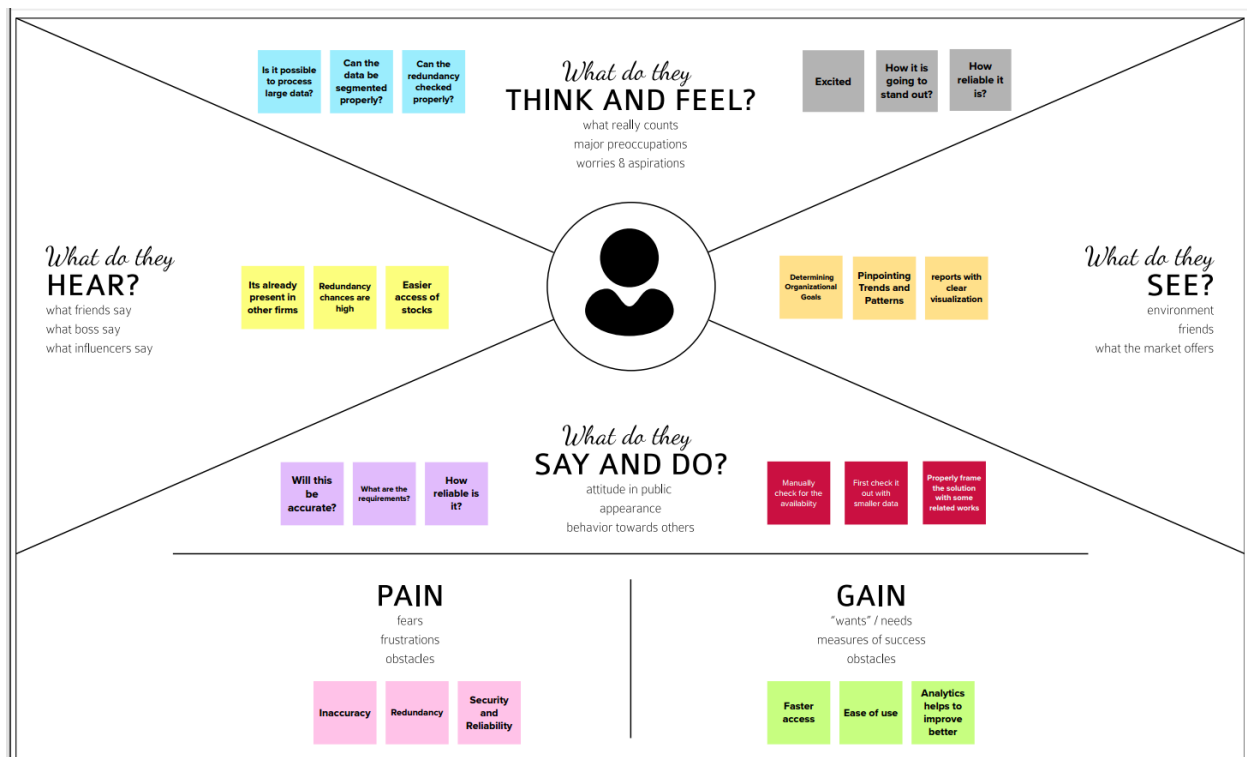 Is it possible
to process
large data?
Can the
data be
segmented
properly?
Can the
redundancy
checked
properly?
What do they
THINK AND FEEL?
what really counts
major preoccupations
worries & aspirations
Excited
How it is
going to
stand out?
How
reliable it
is?
What do they
HEAR?
what friends say
what boss say
what influencers say
Its already
present in
other firms
Redundancy
chances are
high
Easier
access of
stocks
Determining
Organizational
Goals
Pinpointing
Trends and
Patterns
reports with
clear
visualization
What do they
SEE?
environment
friends
what the market offers
What do they
SAY AND DO?
attitude in public
appearance
behavior towards others
Will this
be
accurate?
What are the
requirements?
How
reliable is
it?
Manually
check for the
availability
First check it
out with
smaller data
Properly frame
the solution
with some
related works
PAIN
fears
frustrations
obstacles
Inaccuracy
Redundancy
Security
and
Reliability
GAIN
"wants" / needs
measures of success
obstacles
Faster
access
Ease of use
Analytics
helps to
improve
better